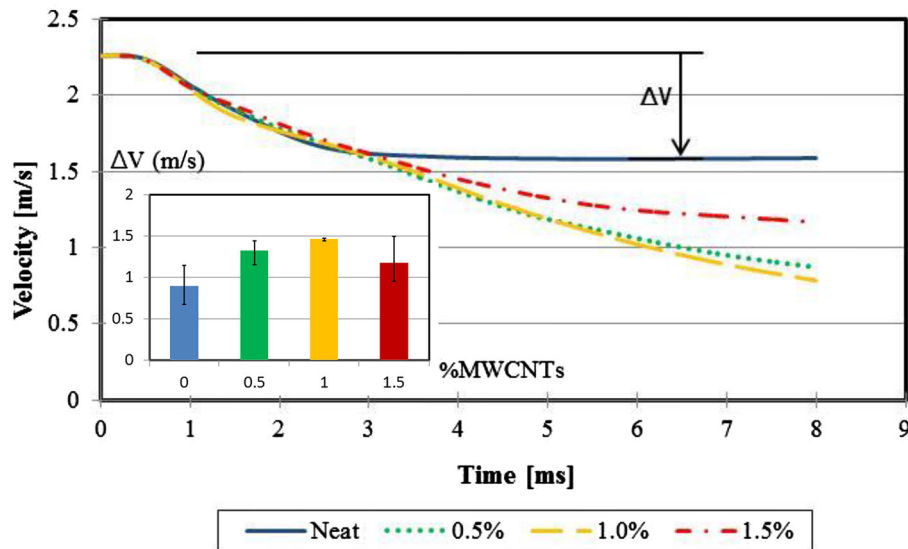 2.5
2
1.5
1
0.5
0
Velocity [m/s]
ΔV
ΔV (m/s)
2
1.5
1
0.5
0
0 0.5 1 1.5
%MWCNTs
0 1 2 3 4 5 6 7 8 9
Time [ms]
Neat 0.5% 1.0% 1.5%